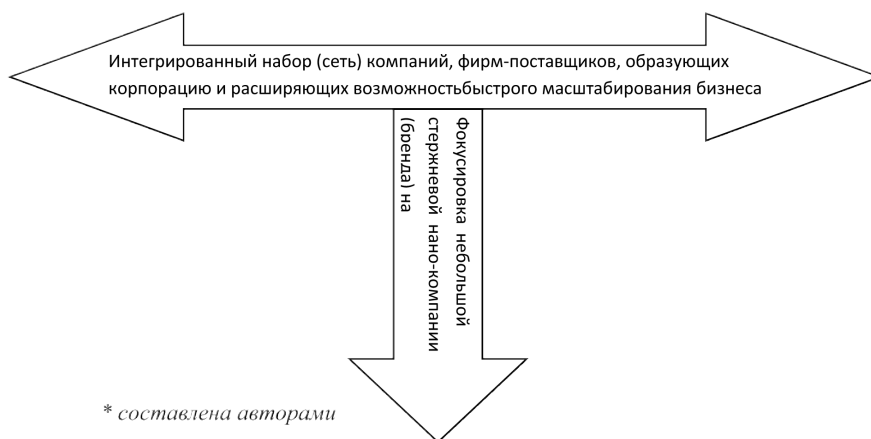 Интегрированный набор (сеть) компаний, фирм-поставщиков, образующих
корпорацию и расширяющих возможностьбыстрого масштабирования бизнеса
Фокусировка небольшой
стержневой нано-компании
(бренда) на
* составлена авторами